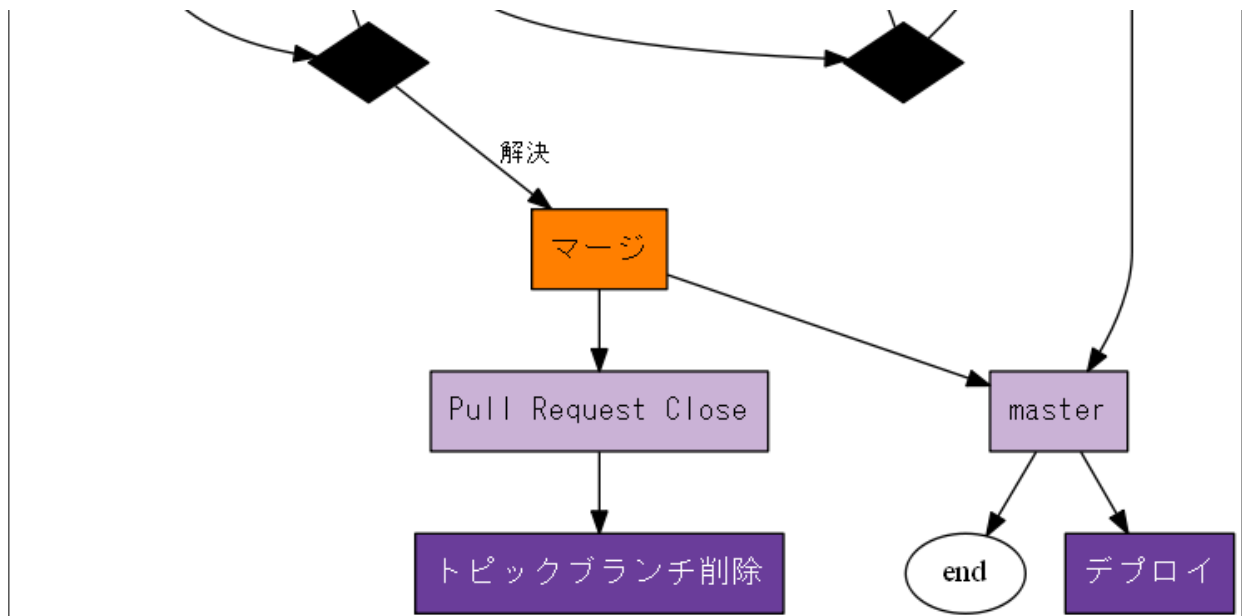 解決
マージ
Pull Request Close
master
トピックブランチ削除
end
デプロイ